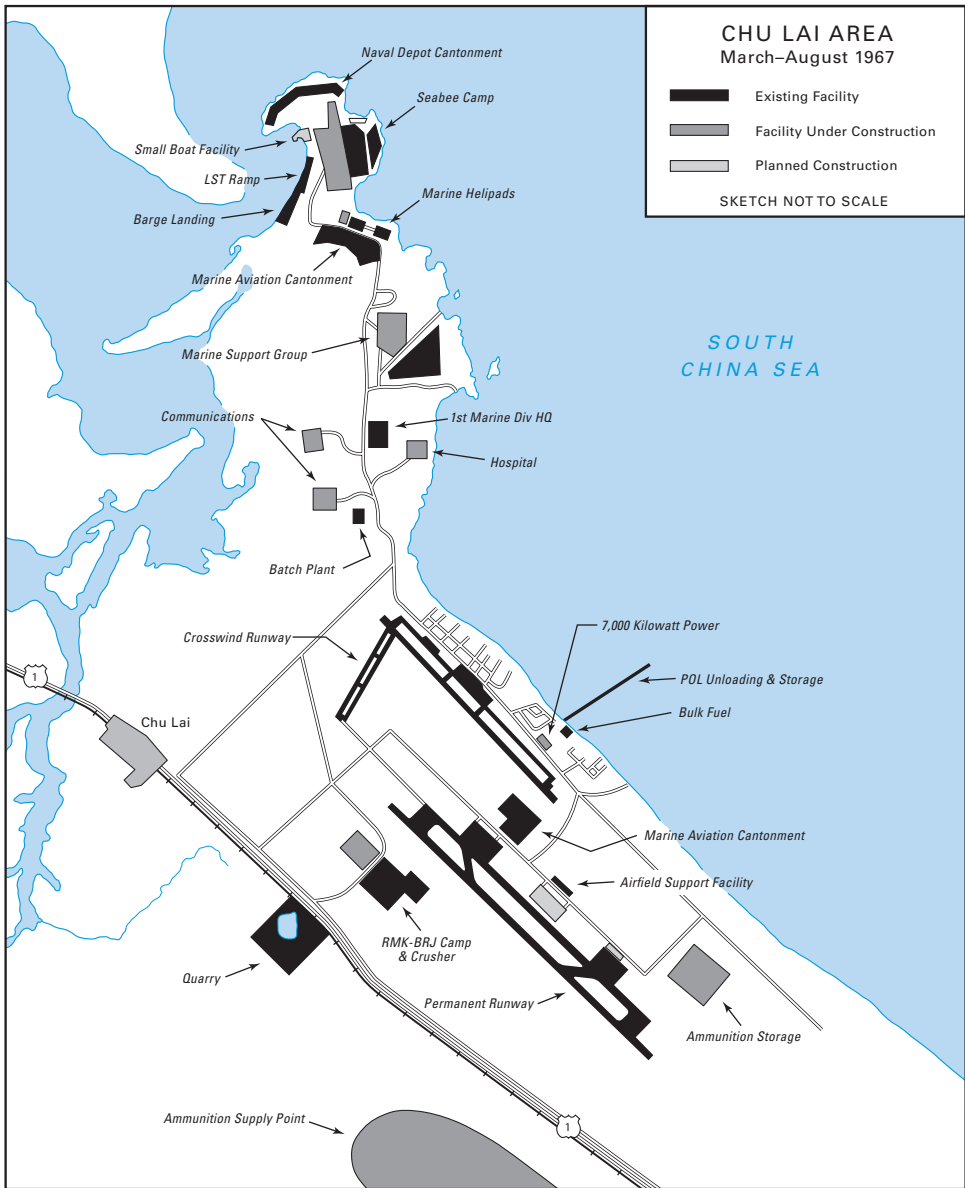 CHU LAI AREA
March–August 1967
Existing Facility
Facility Under Construction
Planned Construction
SKETCH NOT TO SCALE
Naval Depot Cantonment
Seabee Camp
Small Boat Facility
LST Ramp
Marine Helipads
Barge Landing
Marine Aviation Cantonment
SOUTH
CHINA SEA
Marine Support Group
Communications
1st Marine Div HQ
Hospital
Batch Plant
7,000 Kilowatt Power
Crosswind Runway
POL Unloading & Storage
1
Bulk Fuel
Chu Lai
Marine Aviation Cantonment
Airfield Support Facility
RMK-BRJ Camp
& Crusher
Quarry
Permanent Runway
Ammunition Storage
Ammunition Supply Point
1